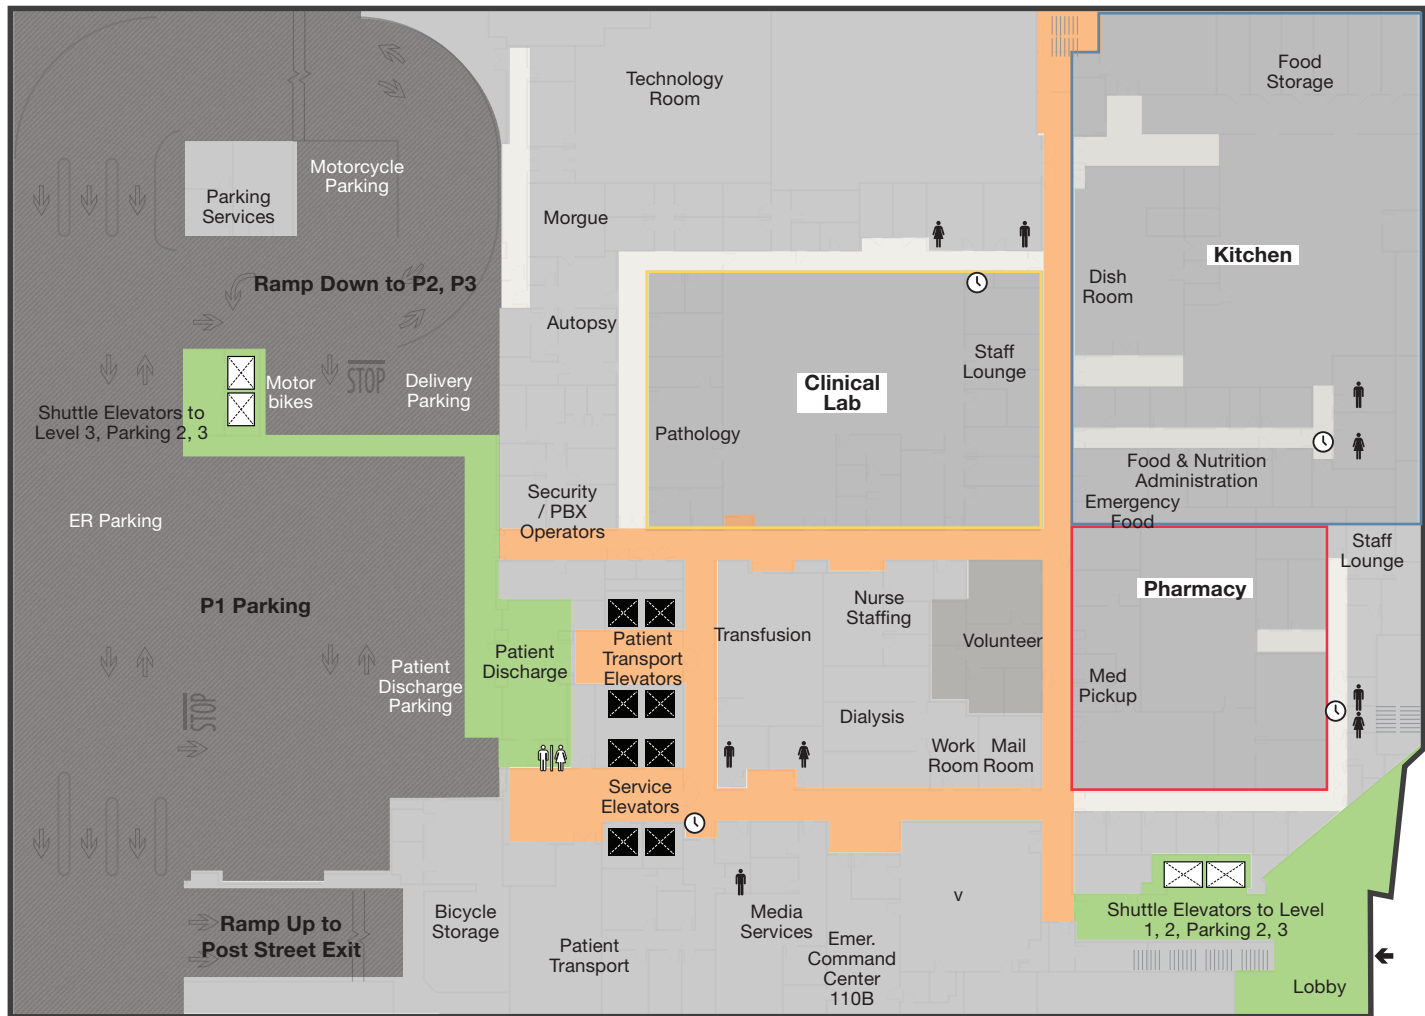 Technology
Room
Food
Storage
Motorcycle
Parking
Parking
Services
Morgue
Kitchen
Ramp Down to P2, P3
Dish
Room
Autopsy
Staff
Lounge
STOP
Motor
bikes
Delivery
Parking
Clinical
Lab
Shuttle Elevators to
Level 3, Parking 2, 3
Pathology
Food & Nutrition
Administration
Security
/ PBX
Operators
Emergency
Food
ER Parking
Staff
Lounge
P1 Parking
Pharmacy
Nurse
Staffing
Patient
Transport
Elevators
Transfusion
Volunteer
Patient
Discharge
Patient
Discharge
Parking
Med
Pickup
STOP
Dialysis
Work
Room
Mail
Room
Service
Elevators
v
Bicycle
Storage
Media
Services
Shuttle Elevators to Level
1, 2, Parking 2, 3
Ramp Up to
Post Street Exit
Patient
Transport
Emer.
Command
Center
110B
Lobby